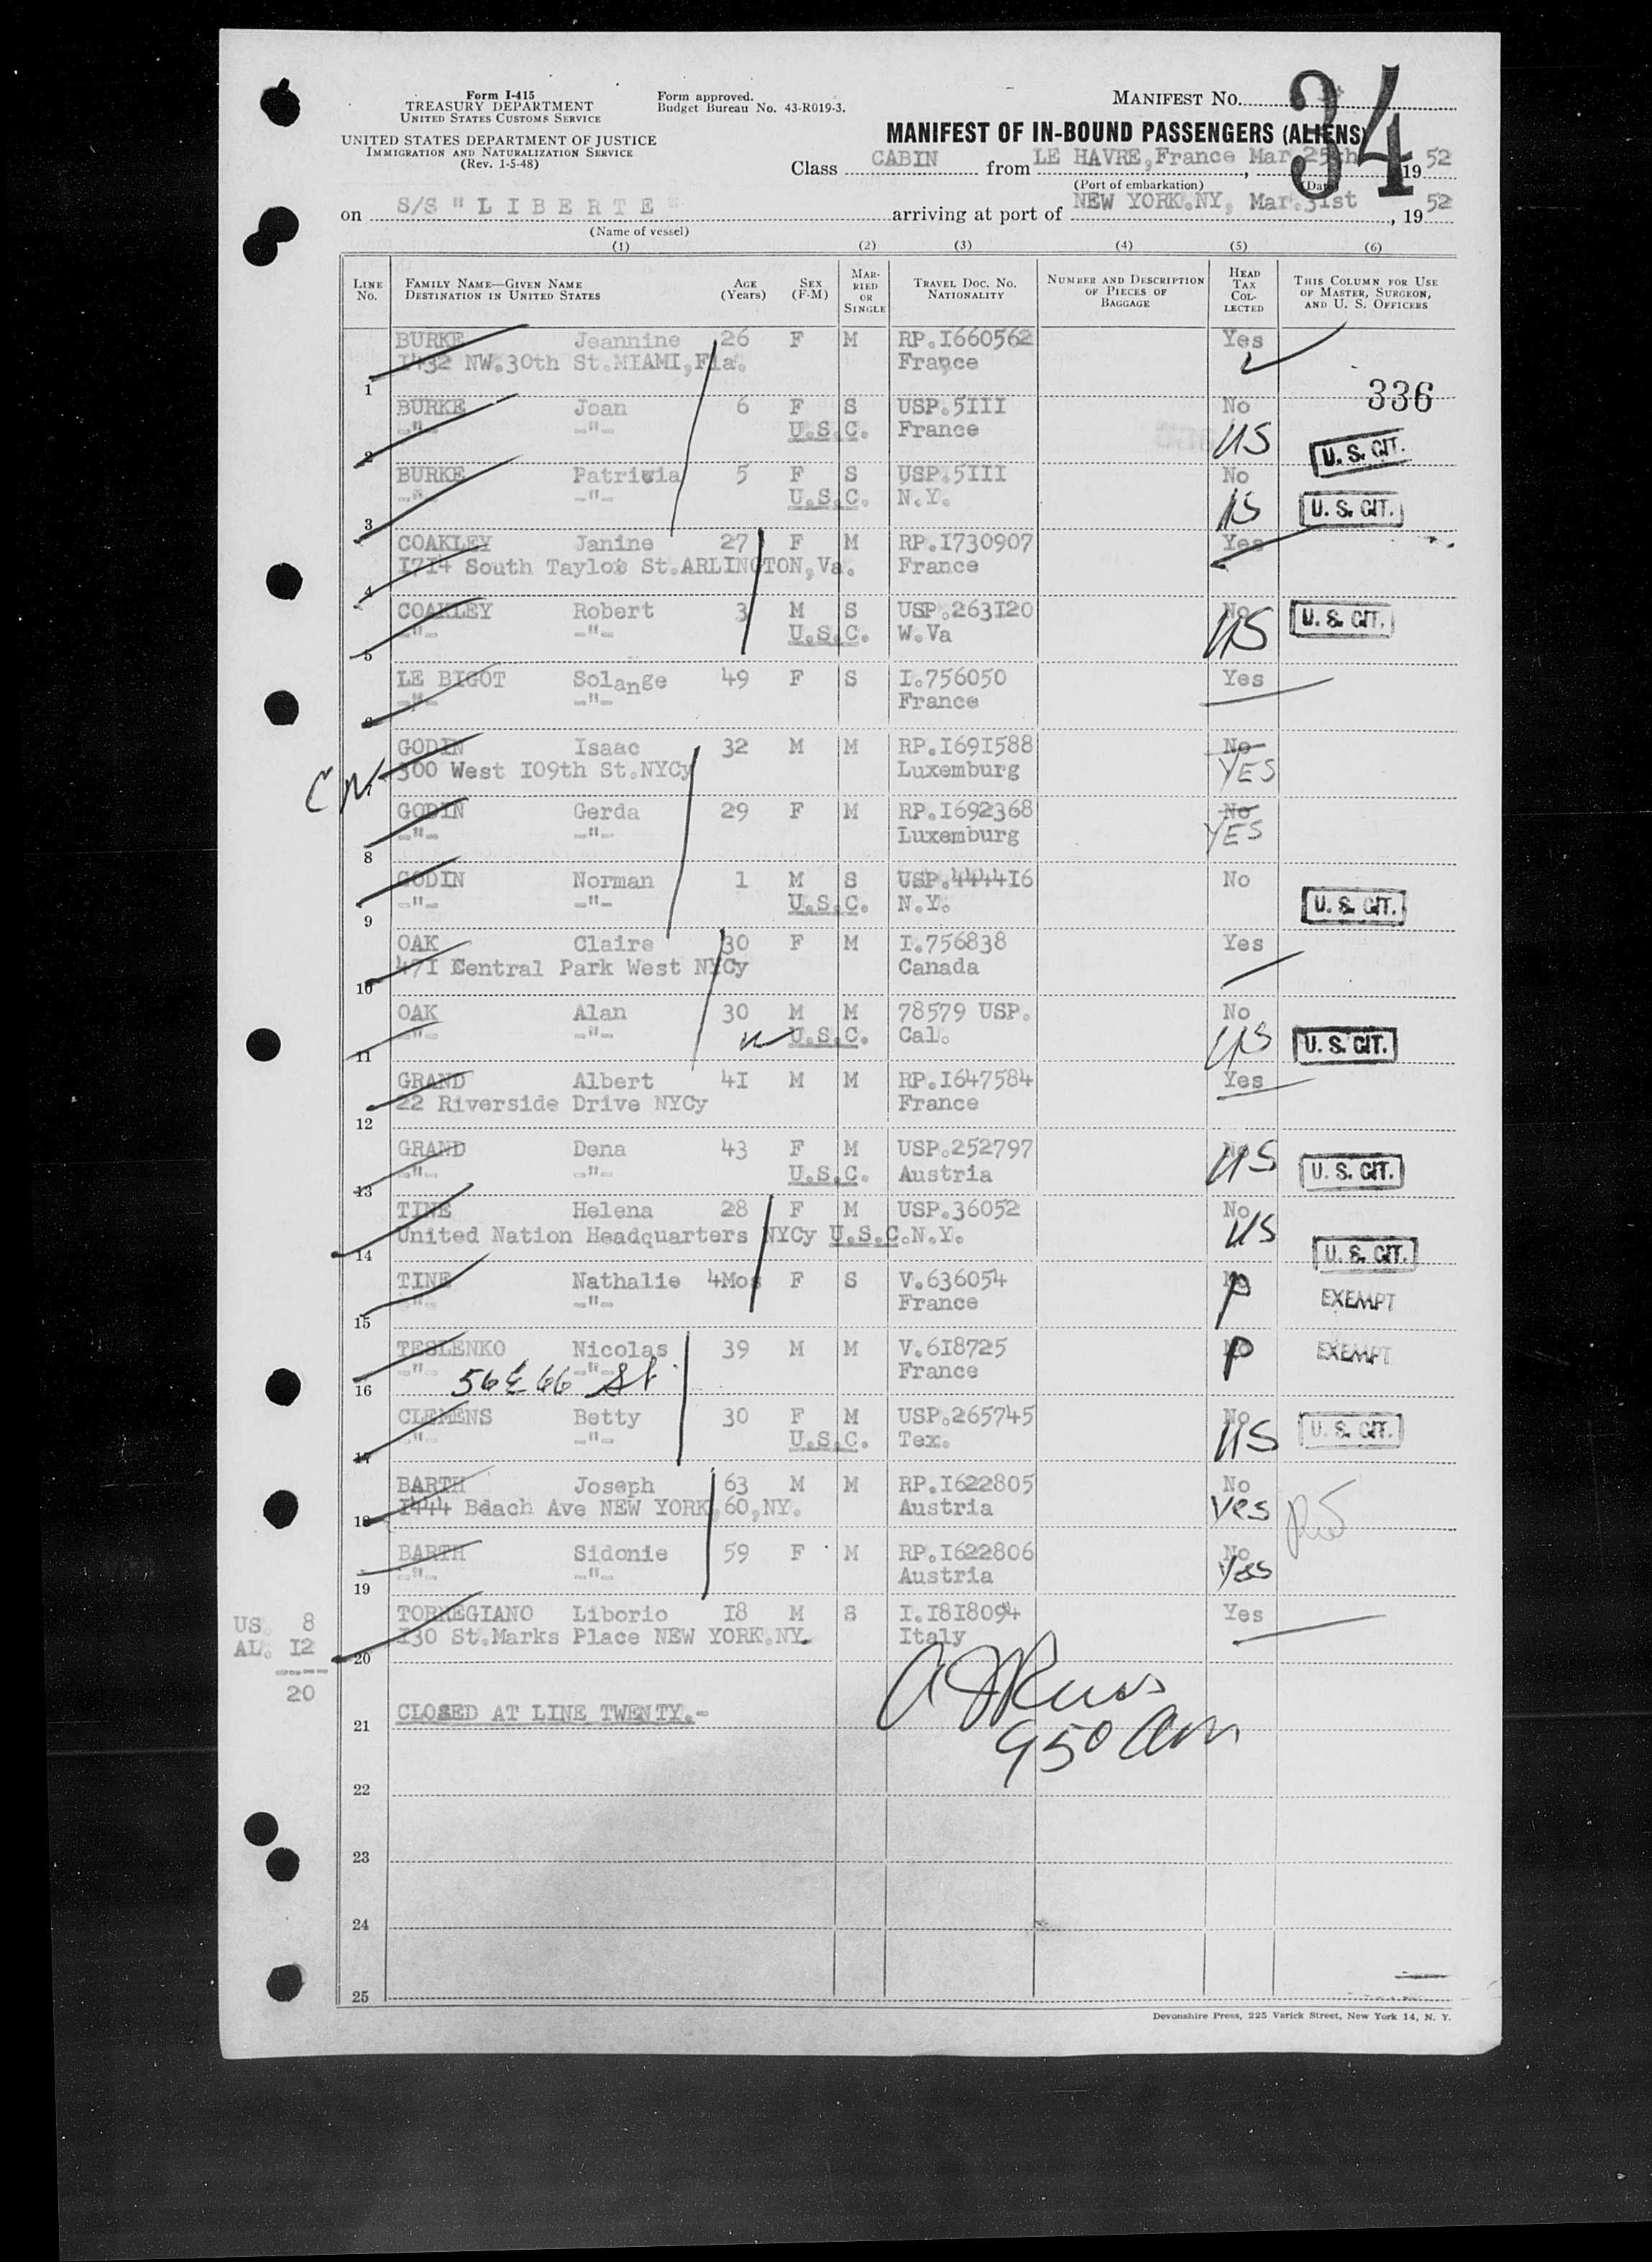 Form I-415
TREASURY DEPARTMENT
UNITED STATES CUSTOMS SERVICE
UNITED STATES DEPARTMENT OF JUSTICE
IMMIGRATION AND NATURALIZATION SERVICE
(Rev. 1-5-48)
Form approved.
Budget Bureau No. 43-R019-3.
MANIFEST NO. 34
MANIFEST OF IN-BOUND PASSENGERS (ALIENS)
Class CABIN from LE HAVRE, France Mar 25th, 1952
(Port of embarkation) (Date)
on S/S "LIBERTE" arriving at port of NEW YORK.NY, Mar.31st, 1952
(Name of vessel)
(1) (2) (3) (4) (5) (6)
LINE No. FAMILY NAME—GIVEN NAME DESTINATION IN UNITED STATES AGE (Years) SEX (F-M) MARRIED OR SINGLE TRAVEL DOC. NO. NATIONALITY NUMBER AND DESCRIPTION OF PIECES OF BAGGAGE HEAD TAX COLLECTED THIS COLUMN FOR USE OF MASTER, SURGEON, AND U. S. OFFICERS
BURKE Jeannine 26 F M RP.I660562 Yes
1 I432 NW.30th St.MIAMI,Fla. France
336
BURKE Joan 6 F S USP.5III No
2 -"- -"- U.S.C. France US U. S. CIT.
BURKE Patricia 5 F S USP.5III No
3 -"- -"- U.S.C. N.Y. US U. S. CIT.
COAKLEY Janine 27 F M RP.I730907 Yes
4 I7I4 South Taylor St.ARLINGTON,Va. France
COAKLEY Robert 3 M S USP.263I20 No U. S. CIT.
5 -"- -"- U.S.C. W.Va US
LE BIGOT Solange 49 F S I.756050 Yes
6 -"- -"- France
GODIN Isaac 32 M M RP.I69I588 No
300 West I09th St.NYCy Luxemburg YES
GODIN Gerda 29 F M RP.I692368 No
8 -"- -"- Luxemburg YES
GODIN Norman 1 M S USP.4444I6 No
9 -"- -"- U.S.C. N.Y. U. S. CIT.
OAK Claire 30 F M I.756838 Yes
10 47I Central Park West NYCy Canada
OAK Alan 30 M M 78579 USP. No
11 -"- -"- U.S.C. Cal. US U. S. CIT.
GRAND Albert 4I M M RP.I647584 Yes
12 22 Riverside Drive NYCy France
GRAND Dena 43 F M USP.252797 No
13 -"- -"- U.S.C. Austria US U. S. CIT.
TINE Helena 28 F M USP.36052 No
14 United Nation Headquarters NYCy U.S.C.N.Y. US U. S. CIT.
TINE Nathalie 4Mos F S V.636054 No
15 -"- -"- France P EXEMPT
TESLENKO Nicolas 39 M M V.6I8725 No
16 -"- -"- France P EXEMPT
56 E 66 St.
CLEMENS Betty 30 F M USP.265745 No
17 -"- -"- U.S.C. Tex. US U. S. CIT.
BARTH Joseph 63 M M RP.I622805 No
18 I444 Beach Ave NEW YORK,60,NY. Austria Yes
BARTH Sidonie 59 F M RP.I622806 No
19 -"- -"- Austria Yes
TORREGIANO Liborio I8 M S I.I8I8094 Yes
20 I30 St.Marks Place NEW YORK.NY. Italy
US. 8
AL. I2
----
20
21 CLOSED AT LINE TWENTY.-
950 am
22
23
24
25
Devonshire Press, 225 Varick Street, New York 14, N. Y.